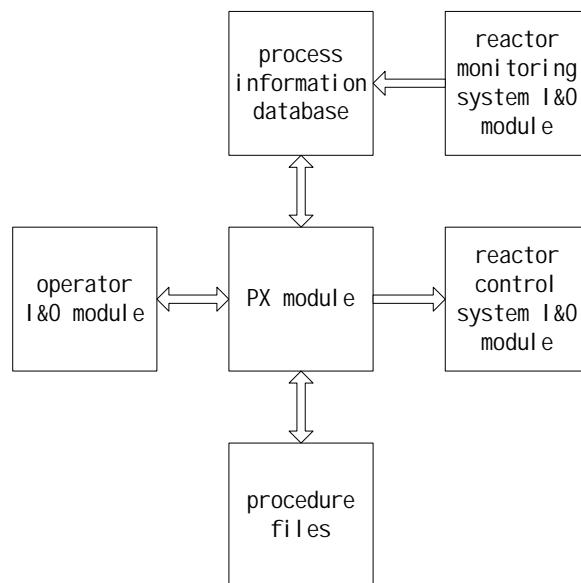 process
information
database
reactor
monitoring
system I&O
module
operator
I&O module
PX module
reactor
control
system I&O
module
procedure
files